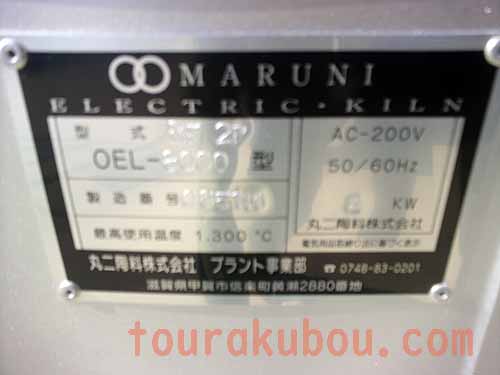 MARUNI
ELECTRIC・KILN
型 式
OEL-
型
製造番号
最高使用温度 1.300℃
AC-200V
50/60Hz
KW
丸二陶料株式会社
丸二陶料株式会社 プラント事業部 ☎0748-83-0201
滋賀県甲賀市信楽町黄瀬2880番地
tourakubou.com